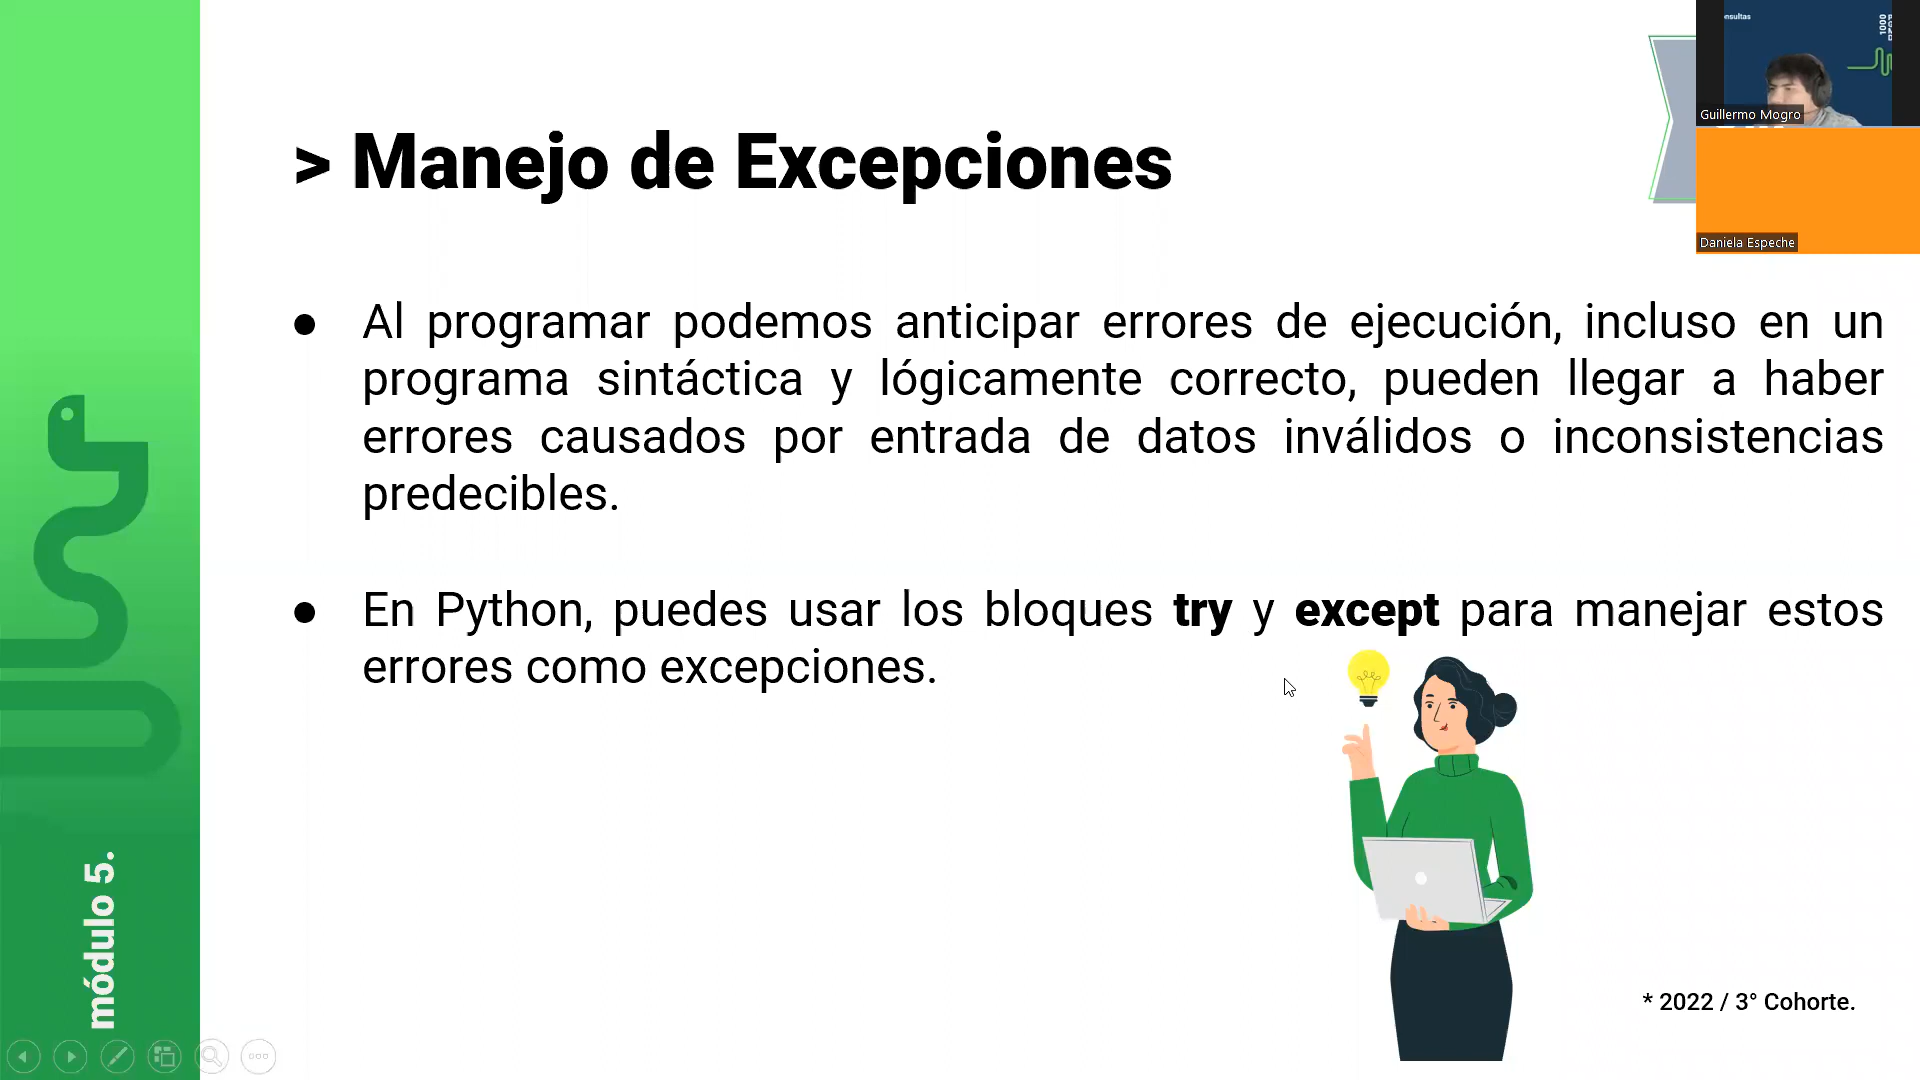 > Manejo de Excepciones
● Al programar podemos anticipar errores de ejecución, incluso en un
programa sintáctica y lógicamente correcto, pueden llegar a haber
errores causados por entrada de datos inválidos o inconsistencias
predecibles.
● En Python, puedes usar los bloques try y except para manejar estos
errores como excepciones.
* 2022 / 3° Cohorte.
módulo 5.
Guillermo Mogro
Daniela Espeche